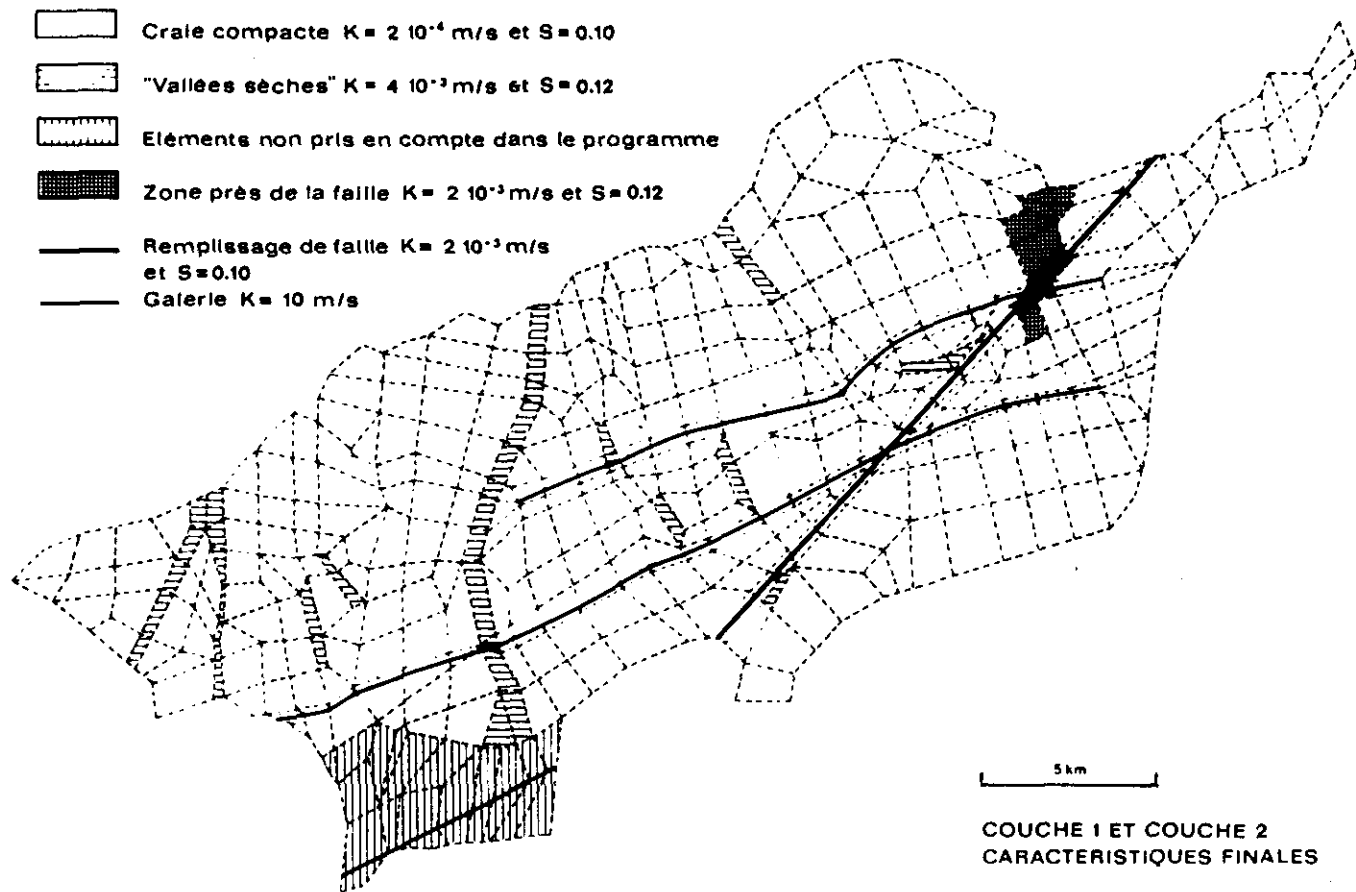 Craie compacte K = 2 10⁻⁴ m/s et S = 0.10
"Vallées sèches" K = 4 10⁻³ m/s et S = 0.12
Eléments non pris en compte dans le programme
Zone près de la faille K = 2 10⁻³ m/s et S = 0.12
Remplissage de faille K = 2 10⁻³ m/s
et S = 0.10
Galerie K = 10 m/s
5 km
COUCHE 1 ET COUCHE 2
CARACTERISTIQUES FINALES